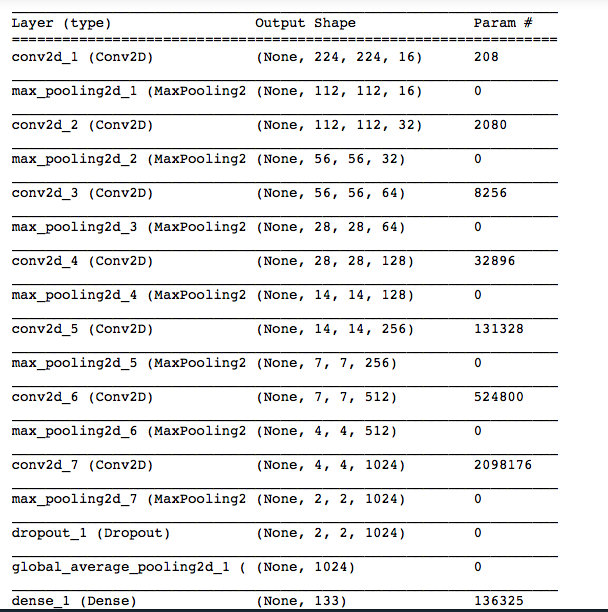 Layer (type) Output Shape Param #
=================================================================
conv2d_1 (Conv2D) (None, 224, 224, 16) 208
max_pooling2d_1 (MaxPooling2 (None, 112, 112, 16) 0
conv2d_2 (Conv2D) (None, 112, 112, 32) 2080
max_pooling2d_2 (MaxPooling2 (None, 56, 56, 32) 0
conv2d_3 (Conv2D) (None, 56, 56, 64) 8256
max_pooling2d_3 (MaxPooling2 (None, 28, 28, 64) 0
conv2d_4 (Conv2D) (None, 28, 28, 128) 32896
max_pooling2d_4 (MaxPooling2 (None, 14, 14, 128) 0
conv2d_5 (Conv2D) (None, 14, 14, 256) 131328
max_pooling2d_5 (MaxPooling2 (None, 7, 7, 256) 0
conv2d_6 (Conv2D) (None, 7, 7, 512) 524800
max_pooling2d_6 (MaxPooling2 (None, 4, 4, 512) 0
conv2d_7 (Conv2D) (None, 4, 4, 1024) 2098176
max_pooling2d_7 (MaxPooling2 (None, 2, 2, 1024) 0
dropout_1 (Dropout) (None, 2, 2, 1024) 0
global_average_pooling2d_1 ( (None, 1024) 0
dense_1 (Dense) (None, 133) 136325